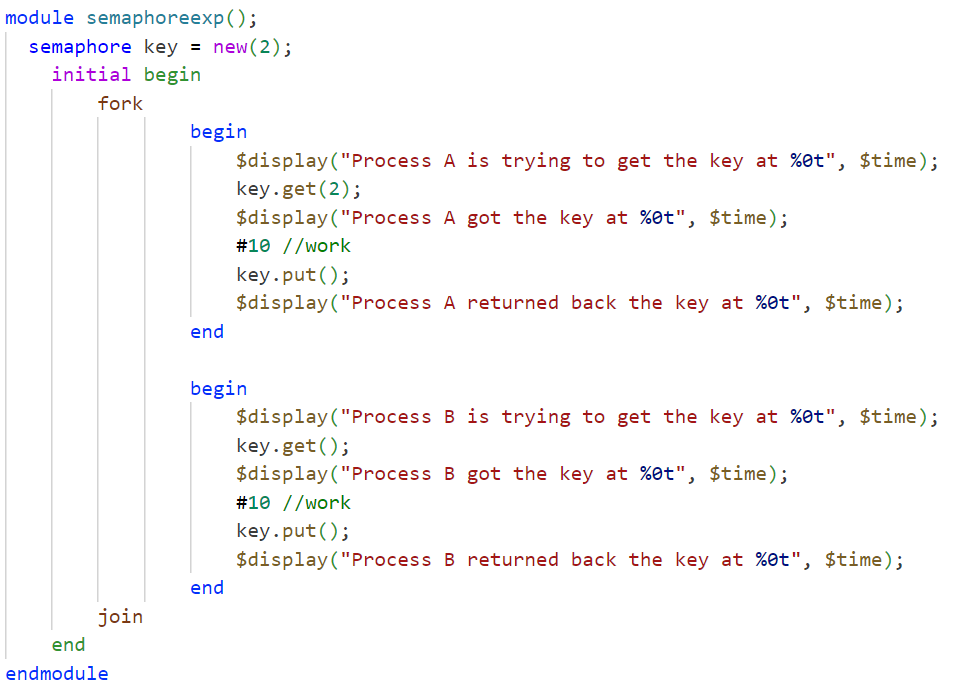 module semaphoreexp();
semaphore key = new(2);
initial begin
fork
begin
$display("Process A is trying to get the key at %0t", $time);
key.get(2);
$display("Process A got the key at %0t", $time);
#10 //work
key.put();
$display("Process A returned back the key at %0t", $time);
end
begin
$display("Process B is trying to get the key at %0t", $time);
key.get();
$display("Process B got the key at %0t", $time);
#10 //work
key.put();
$display("Process B returned back the key at %0t", $time);
end
join
end
endmodule